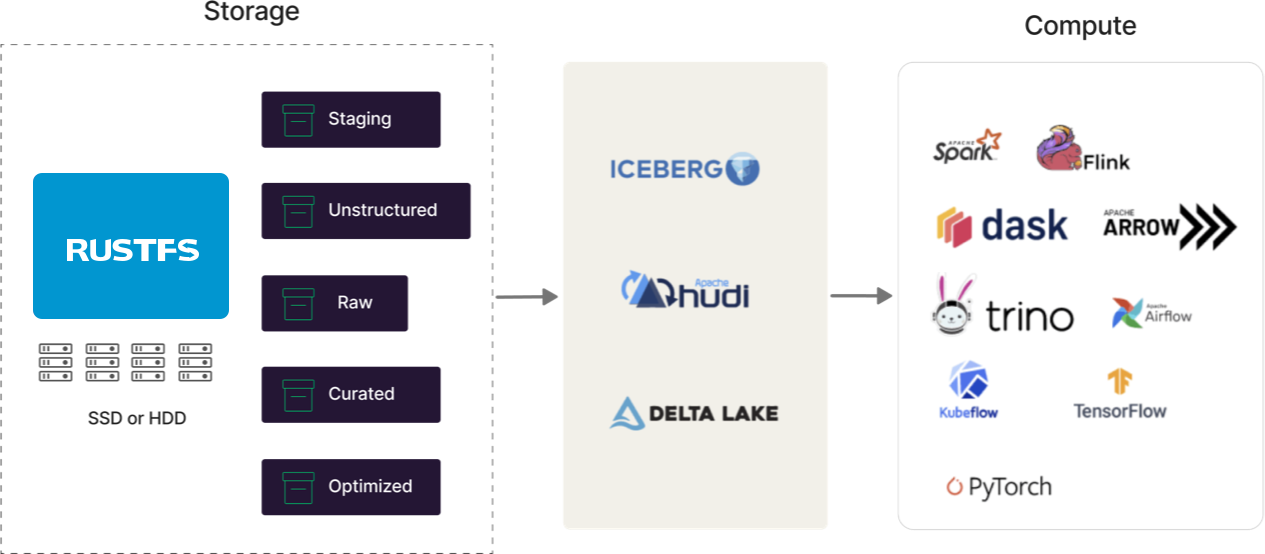 Storage
Compute
RUSTFS
SSD or HDD
Staging
Unstructured
Raw
Curated
Optimized
ICEBERG
Apache
hudi
DELTA LAKE
APACHE
Spark
Flink
dask
APACHE
ARROW
trino
Apache
Airflow
Kubeflow
TensorFlow
PyTorch